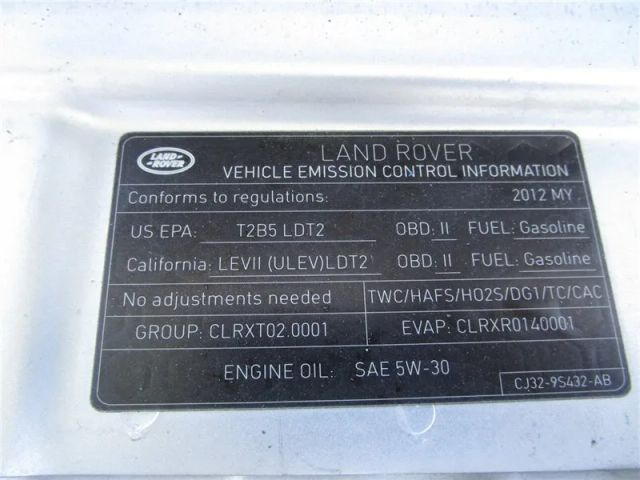 LAND-
-ROVER
LAND ROVER
VEHICLE EMISSION CONTROL INFORMATION
Conforms to regulations: 2012 MY
US EPA: T2B5 LDT2 OBD: II FUEL: Gasoline
California: LEVII (ULEV)LDT2 OBD: II FUEL: Gasoline
No adjustments needed TWC/HAFS/HO2S/DG1/TC/CAC
GROUP: CLRXT02.0001 EVAP: CLRXR0140001
ENGINE OIL: SAE 5W-30
CJ32-9S432-AB